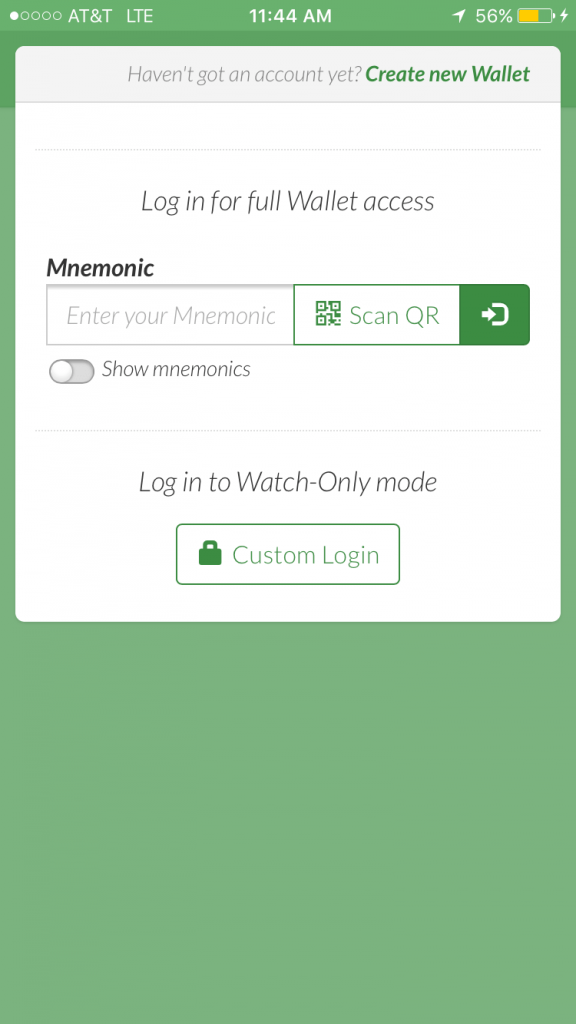 AT&T LTE 11:44 AM 56%
Haven't got an account yet? Create new Wallet
Log in for full Wallet access
Mnemonic
Enter your Mnemonic Scan QR
Show mnemonics
Log in to Watch-Only mode
Custom Login